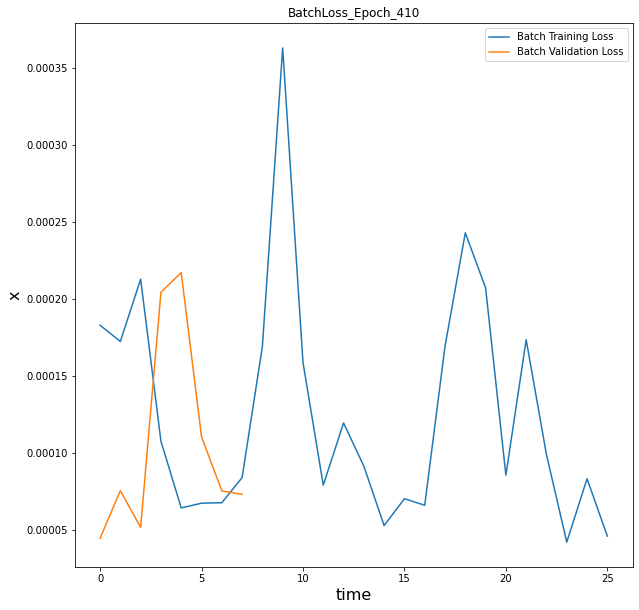 BatchLoss_Epoch_410
Batch Training Loss
Batch Validation Loss
x
0.00035
0.00030
0.00025
0.00020
0.00015
0.00010
0.00005
0 5 10 15 20 25
time